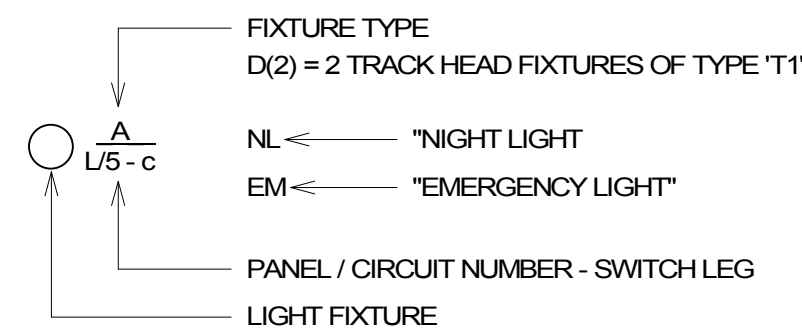 FIXTURE TYPE
D(2) = 2 TRACK HEAD FIXTURES OF TYPE 'T1'
A
L/5 - c
NL "NIGHT LIGHT
EM "EMERGENCY LIGHT"
PANEL / CIRCUIT NUMBER - SWITCH LEG
LIGHT FIXTURE